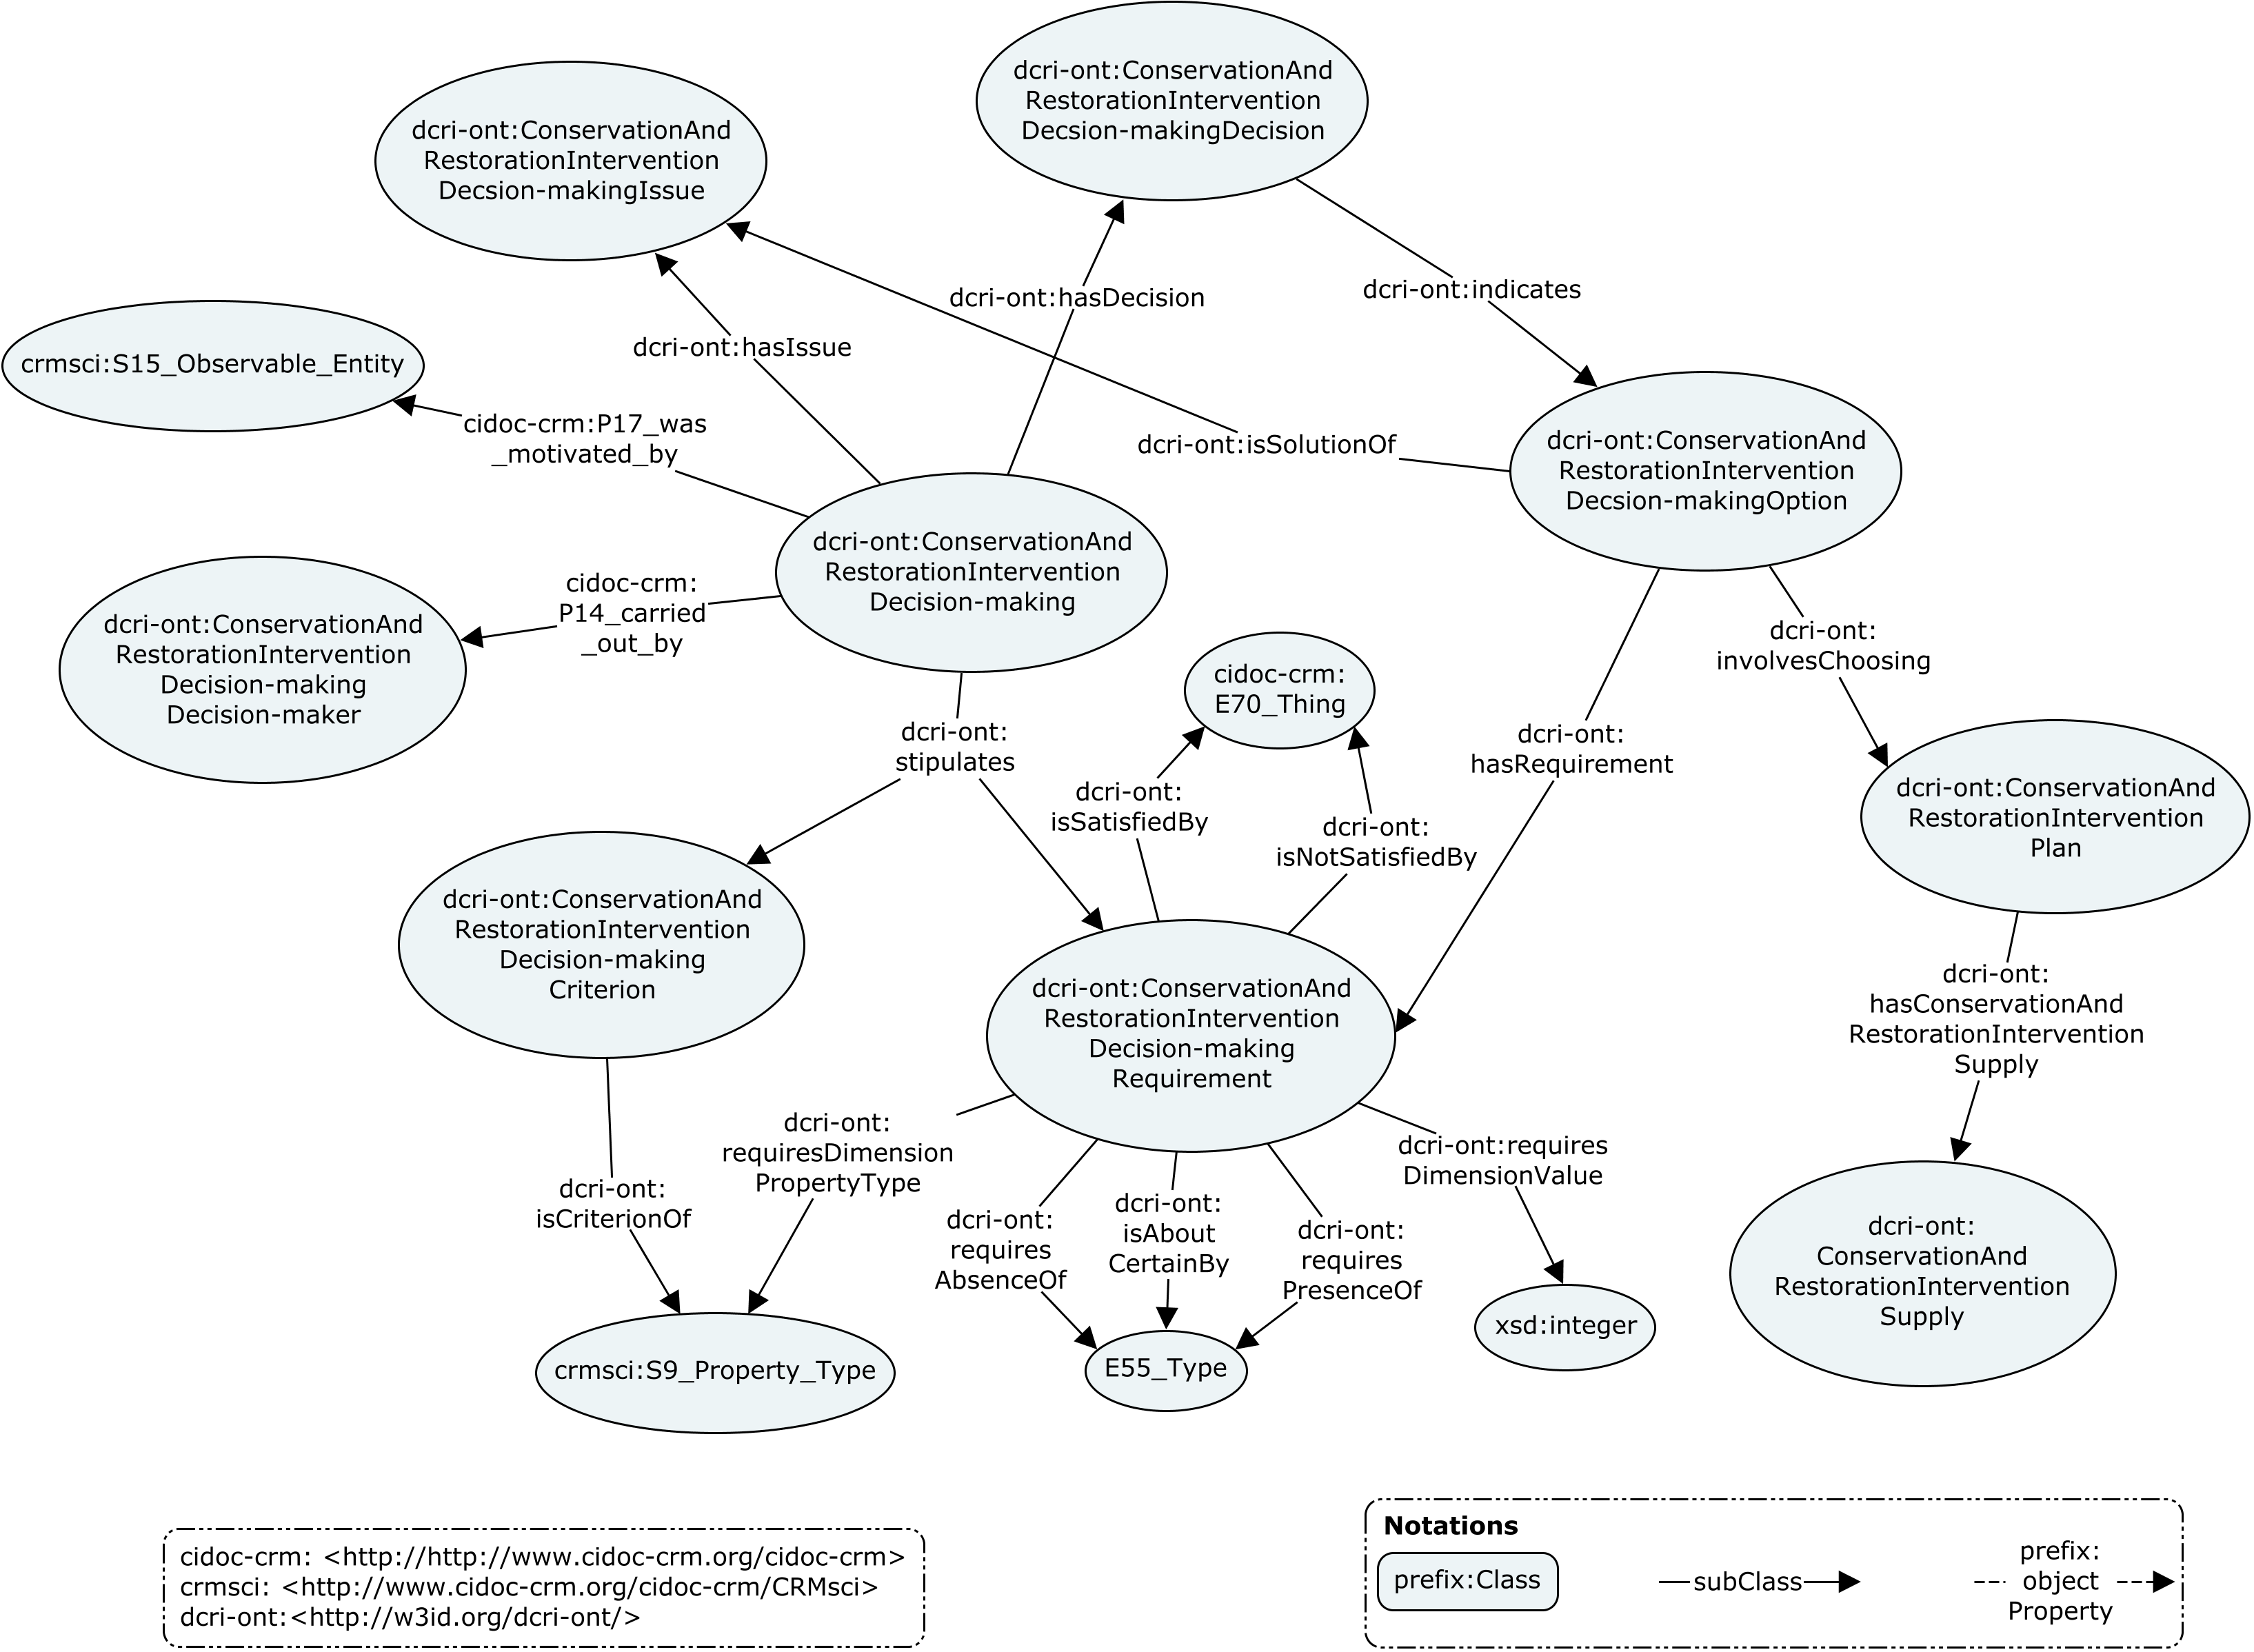 dcri-ont:ConservationAnd
RestorationIntervention
Decsion-makingDecision
dcri-ont:ConservationAnd
RestorationIntervention
Decsion-makingIssue
dcri-ont:hasDecision
dcri-ont:indicates
dcri-ont:hasIssue
crmsci:S15_Observable_Entity
cidoc-crm:P17_was
_motivated_by
dcri-ont:isSolutionOf
dcri-ont:ConservationAnd
RestorationIntervention
Decsion-makingOption
dcri-ont:ConservationAnd
RestorationIntervention
Decision-making
cidoc-crm:
P14_carried
_out_by
dcri-ont:ConservationAnd
RestorationIntervention
Decision-making
Decision-maker
cidoc-crm:
E70_Thing
dcri-ont:
involvesChoosing
dcri-ont:
stipulates
dcri-ont:
hasRequirement
dcri-ont:
isSatisfiedBy
dcri-ont:
isNotSatisfiedBy
dcri-ont:ConservationAnd
RestorationIntervention
Plan
dcri-ont:ConservationAnd
RestorationIntervention
Decision-making
Criterion
dcri-ont:ConservationAnd
RestorationIntervention
Decision-making
Requirement
dcri-ont:
hasConservationAnd
RestorationIntervention
Supply
dcri-ont:
requiresDimension
PropertyType
dcri-ont:requires
DimensionValue
dcri-ont:
isCriterionOf
dcri-ont:
requires
AbsenceOf
dcri-ont:
isAbout
CertainBy
dcri-ont:
requires
PresenceOf
dcri-ont:
ConservationAnd
RestorationIntervention
Supply
crmsci:S9_Property_Type
E55_Type
xsd:integer
cidoc-crm: <http://http://www.cidoc-crm.org/cidoc-crm>
crmsci: <http://www.cidoc-crm.org/cidoc-crm/CRMsci>
dcri-ont:<http://w3id.org/dcri-ont/>
Notations
prefix:Class
subClass
prefix:
object
Property